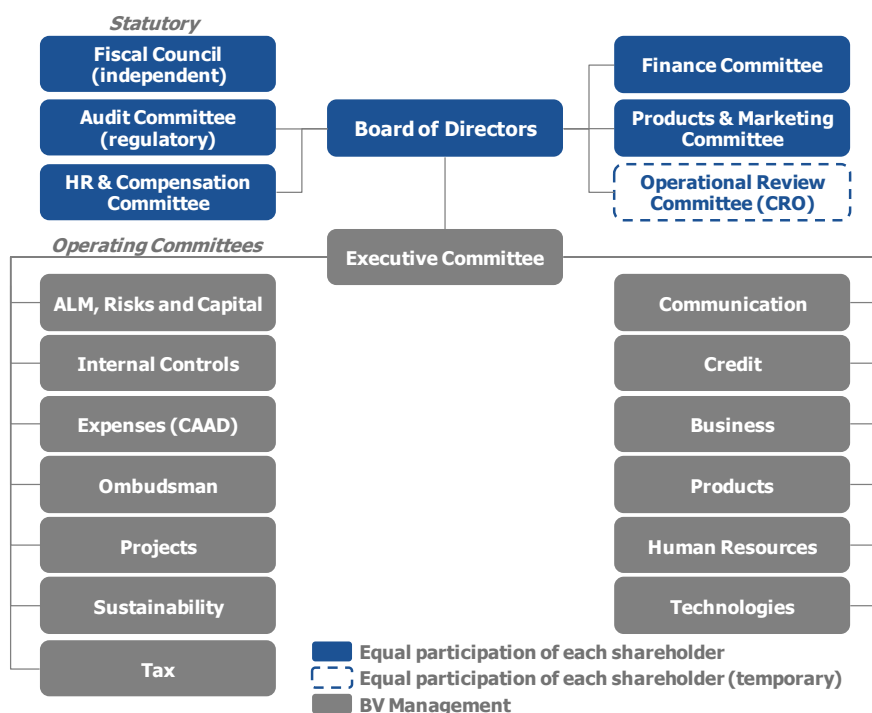 Statutory
Fiscal Council
(independent)
Audit Committee
(regulatory)
HR & Compensation
Committee
Board of Directors
Finance Committee
Products & Marketing
Committee
Operational Review
Committee (CRO)
Operating Committees
Executive Committee
ALM, Risks and Capital
Internal Controls
Expenses (CAAD)
Ombudsman
Projects
Sustainability
Tax
Communication
Credit
Business
Products
Human Resources
Technologies
Equal participation of each shareholder
Equal participation of each shareholder (temporary)
BV Management